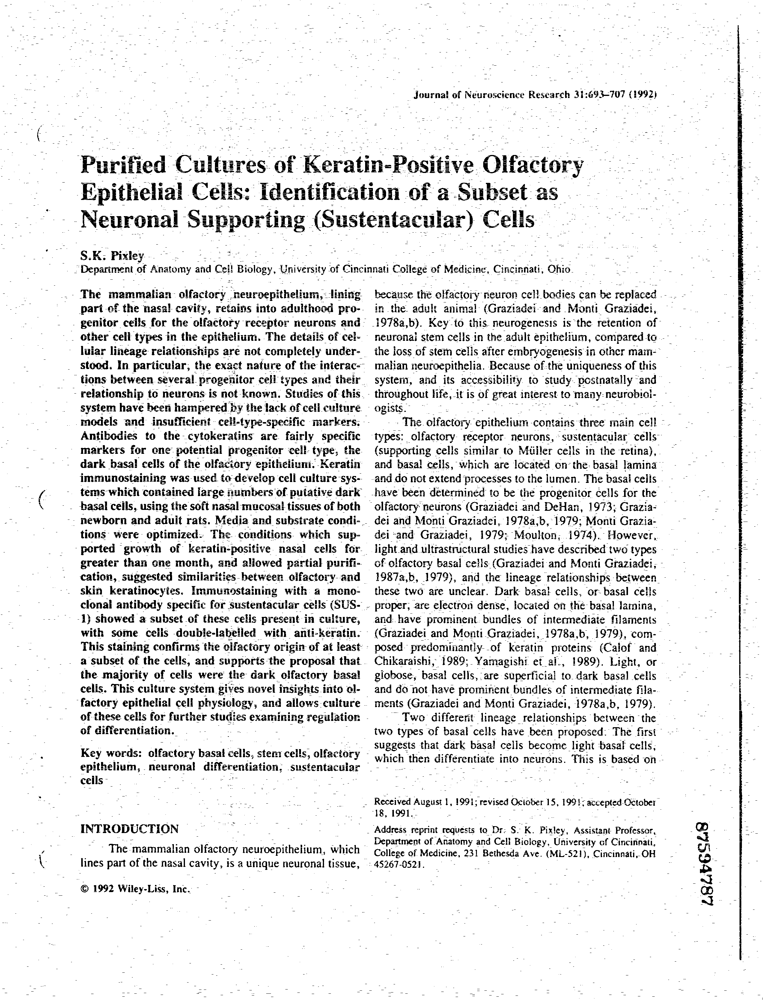 Journal of Neuroscience Research 31:693–707 (1992)
Purified Cultures of Keratin-Positive Olfactory
Epithelial Cells: Identification of a Subset as
Neuronal Supporting (Sustentacular) Cells
S.K. Pixley
Department of Anatomy and Cell Biology, University of Cincinnati College of Medicine, Cincinnati, Ohio
The mammalian olfactory neuroepithelium, lining
part of the nasal cavity, retains into adulthood pro-
genitor cells for the olfactory receptor neurons and
other cell types in the epithelium. The details of cel-
lular lineage relationships are not completely under-
stood. In particular, the exact nature of the interac-
tions between several progenitor cell types and their
relationship to neurons is not known. Studies of this
system have been hampered by the lack of cell culture
models and insufficient cell-type-specific markers.
Antibodies to the cytokeratins are fairly specific
markers for one potential progenitor cell type, the
dark basal cells of the olfactory epithelium. Keratin
immunostaining was used to develop cell culture sys-
tems which contained large numbers of putative dark
basal cells, using the soft nasal mucosal tissues of both
newborn and adult rats. Media and substrate condi-
tions were optimized. The conditions which sup-
ported growth of keratin-positive nasal cells for
greater than one month, and allowed partial purifi-
cation, suggested similarities between olfactory and
skin keratinocytes. Immunostaining with a mono-
clonal antibody specific for sustentacular cells (SUS-
1) showed a subset of these cells present in culture,
with some cells double-labelled with anti-keratin.
This staining confirms the olfactory origin of at least
a subset of the cells, and supports the proposal that
the majority of cells were the dark olfactory basal
cells. This culture system gives novel insights into ol-
factory epithelial cell physiology, and allows culture
of these cells for further studies examining regulation
of differentiation.
Key words: olfactory basal cells, stem cells, olfactory
epithelium, neuronal differentiation, sustentacular
cells
INTRODUCTION
The mammalian olfactory neuroepithelium, which
lines part of the nasal cavity, is a unique neuronal tissue,
© 1992 Wiley-Liss, Inc.
because the olfactory neuron cell bodies can be replaced
in the adult animal (Graziadei and Monti Graziadei,
1978a,b). Key to this neurogenesis is the retention of
neuronal stem cells in the adult epithelium, compared to
the loss of stem cells after embryogenesis in other mam-
malian neuroepithelia. Because of the uniqueness of this
system, and its accessibility to study postnatally and
throughout life, it is of great interest to many neurobiol-
ogists.
The olfactory epithelium contains three main cell
types: olfactory receptor neurons, sustentacular cells
(supporting cells similar to Müller cells in the retina),
and basal cells, which are located on the basal lamina
and do not extend processes to the lumen. The basal cells
have been determined to be the progenitor cells for the
olfactory neurons (Graziadei and DeHan, 1973; Grazia-
dei and Monti Graziadei, 1978a,b, 1979; Monti Grazia-
dei and Graziadei, 1979; Moulton, 1974). However,
light and ultrastructural studies have described two types
of olfactory basal cells (Graziadei and Monti Graziadei,
1987a,b, 1979), and the lineage relationships between
these two are unclear. Dark basal cells, or basal cells
proper, are electron dense, located on the basal lamina,
and have prominent bundles of intermediate filaments
(Graziadei and Monti Graziadei, 1978a,b, 1979), com-
posed predominantly of keratin proteins (Calof and
Chikaraishi, 1989; Yamagishi et al., 1989). Light, or
globose, basal cells, are superficial to dark basal cells
and do not have prominent bundles of intermediate fila-
ments (Graziadei and Monti Graziadei, 1978a,b, 1979).
Two different lineage relationships between the
two types of basal cells have been proposed. The first
suggests that dark basal cells become light basal cells,
which then differentiate into neurons. This is based on
Received August 1, 1991; revised October 15, 1991; accepted October
18, 1991.
Address reprint requests to Dr. S. K. Pixley, Assistant Professor,
Department of Anatomy and Cell Biology, University of Cincinnati,
College of Medicine, 231 Bethesda Ave. (ML-521), Cincinnati, OH
45267-0521.
87594787